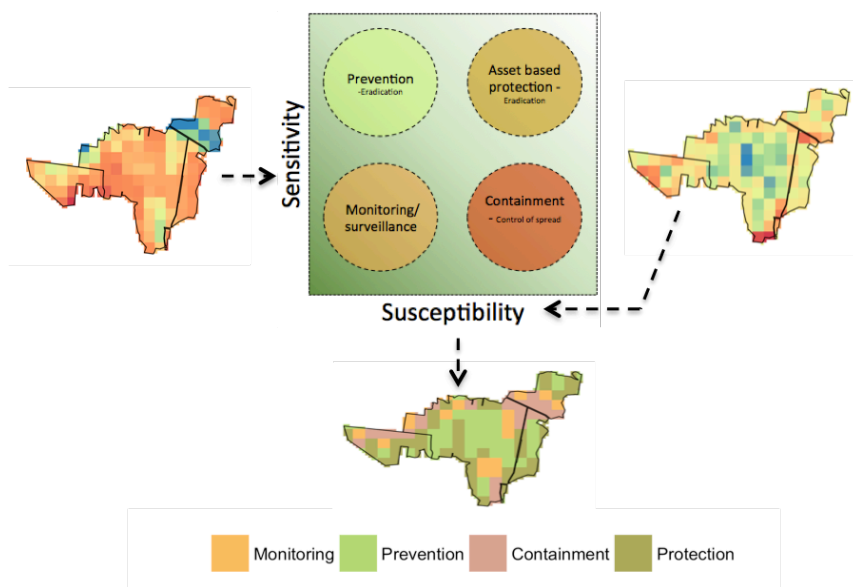 Prevention
-Eradication
Asset based
protection -
Eradication
Sensitivity
Monitoring/
surveillance
Containment
- Control of spread
Susceptibility
Monitoring Prevention Containment Protection